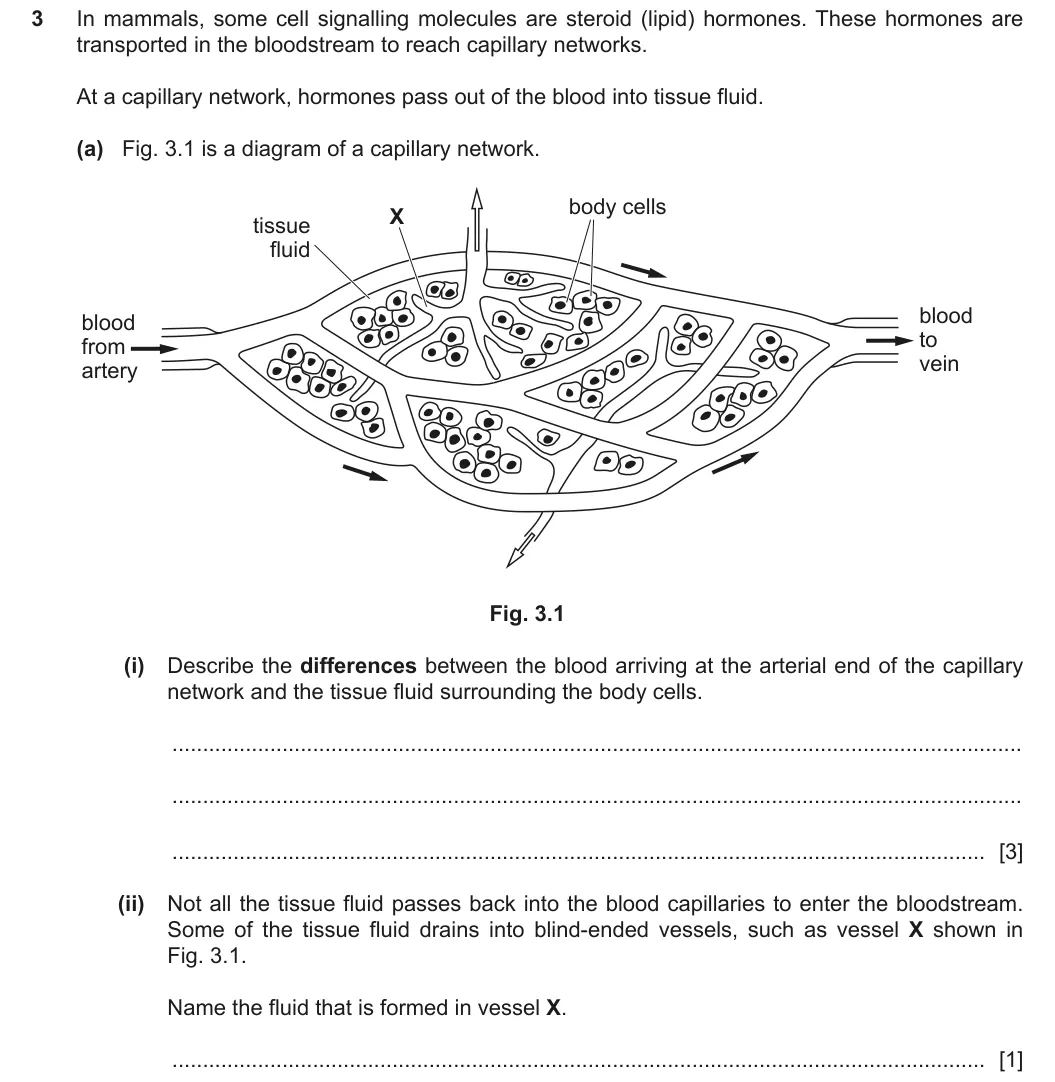 3 In mammals, some cell signalling molecules are steroid (lipid) hormones. These hormones are
transported in the bloodstream to reach capillary networks.
At a capillary network, hormones pass out of the blood into tissue fluid.
(a) Fig. 3.1 is a diagram of a capillary network.
tissue
fluid
X
body cells
blood
from
artery
blood
to
vein
Fig. 3.1
(i) Describe the differences between the blood arriving at the arterial end of the capillary
network and the tissue fluid surrounding the body cells.
..........................................................................................................................................
..........................................................................................................................................
..................................................................................................................................... [3]
(ii) Not all the tissue fluid passes back into the blood capillaries to enter the bloodstream.
Some of the tissue fluid drains into blind-ended vessels, such as vessel X shown in
Fig. 3.1.
Name the fluid that is formed in vessel X.
..................................................................................................................................... [1]